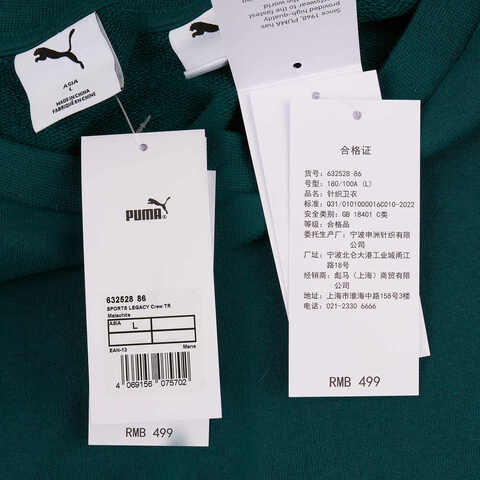 PUMA
ASIA
L
MADE IN CHINA
FABRIQUÉ EN CHINE
Since 1948, PUMA has
provided high-quality
PUMA
632528 86
SPORTS LEGACY Crew TR
Malachite
ASIA
L
EAN-13
Mens
4 069156 075702
RMB 499
合格证
货号: 632528 86
号型: 180/100A (L)
品名: 针织卫衣
标准: Q31/0101000016C010-2022
安全类别: GB 18401 C类
等级: 合格品
委托生产厂: 宁波申洲针织有限公司
厂址: 宁波北仑大港工业城甬江路18号
经销商: 彪马(上海)商贸有限公司
地址: 上海市淮海中路158号3楼
电话: 021-2330 6666
RMB 499